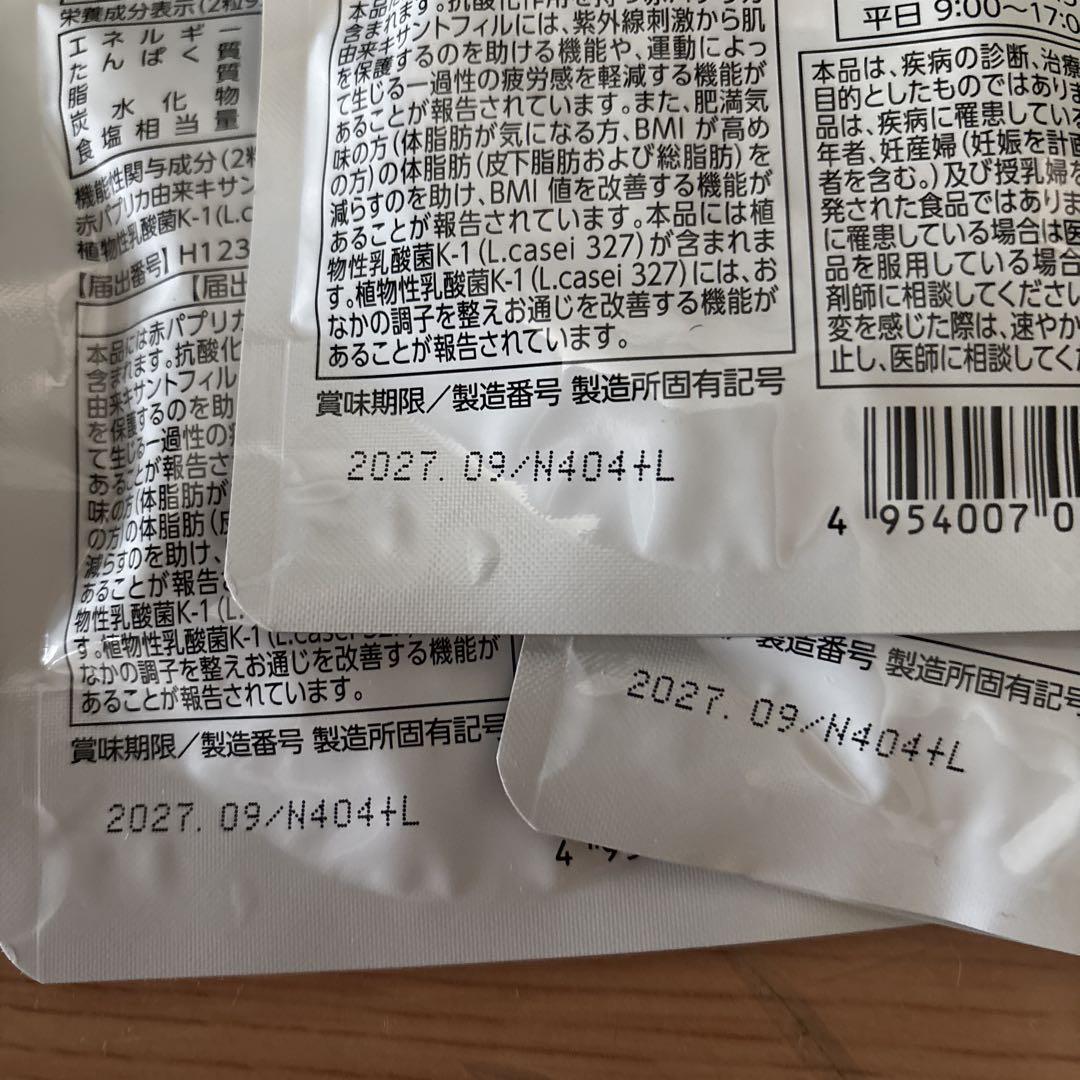 栄養成分表示(2粒
エネルギ
たんぱく質
脂質
炭水化物
食塩相当量
機能性関与成分(2粒
赤パプリカ由来キサン
植物性乳酸菌K-1(L.c
【届出番号】H123
【届出
本品には赤パプリカ
まれます。抗酸化
由来キサントフィル
を保護するのを助
て生じる一過性の疲
あることが報告さ
味の方(体脂肪が
の方)の体脂肪(皮
減らすのを助け、
あることが報告
物性乳酸菌K-1(L.
す。植物性乳酸菌K-1(L.casei 327)
なかの調子を整えお通じを改善する機能が
あることが報告されています。
賞味期限/製造番号 製造所固有記号
2027. 09/N404+L
ントフィルには、紫外線刺激から肌
を保護するのを助ける機能や、運動によっ
て生じる一過性の疲労感を軽減する機能が
あることが報告されています。また、肥満気
味の方(体脂肪が気になる方、BMIが高め
の方)の体脂肪(皮下脂肪および総脂肪)を
減らすのを助け、BMI値を改善する機能が
あることが報告されています。本品には植
物性乳酸菌K-1(L.casei 327)が含まれま
す。植物性乳酸菌K-1(L.casei 327)には、お
なかの調子を整えお通じを改善する機能が
あることが報告されています。
賞味期限/製造番号 製造所固有記号
2027. 09/N404+L
平日 9:00~17:0
本品は、疾病の診断、治療
目的としたものではありま
品は、疾病に罹患している
年者、妊産婦(妊娠を計画
者を含む。)及び授乳婦を
発された食品ではありま
に罹患している場合は医
品を服用している場合
剤師に相談してください
変を感じた際は、速やか
止し、医師に相談してくだ
4 954007 0
製造番号 製造所固有記号
2027. 09/N404+L
4 95